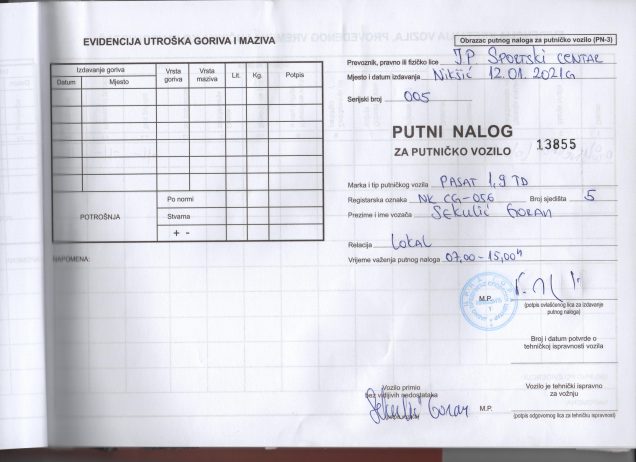 EVIDENCIJA UTROŠKA GORIVA I MAZIVA
Izdavanje goriva
Datum
Mjesto
Vrsta goriva
Vrsta maziva
Lit.
Kg.
Potpis
POTROŠNJA
Po normi
Stvarna
+ -
NAPOMENA:
Obrazac putnog naloga za putničko vozilo (PN-3)
Prevoznik, pravno ili fizičko lice J.P. SPORTSKI CENTAR
Mjesto i datum izdavanja NIKŠIĆ 12.01.2021G
Serijski broj 005
PUTNI NALOG
ZA PUTNIČKO VOZILO 13855
Marka i tip putničkog vozila PASAT 1,9 TD
Registarska oznaka NK CG-056 Broj sjedišta 5
Prezime i ime vozača SEKULIĆ GORAN
Relacija LOKAL
Vrijeme važenja putnog naloga 07,00 - 15,00 h
M.P.
(potpis ovlašćenog lica za izdavanje
putnog naloga)
Broj i datum potvrde o
tehničkoj ispravnosti vozila
Vozilo primio
bez vidljivih nedostataka
Sekulić Goran
M.P.
Vozilo je tehnički ispravno
za vožnju
(potpis odgovornog lica za tehničku ispravnost)